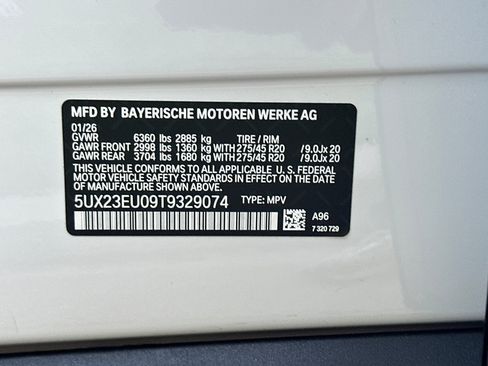 MFD BY BAYERISCHE MOTOREN WERKE AG
01/26
GVWR 6360 lbs 2885 kg TIRE / RIM
GAWR FRONT 2998 lbs 1360 kg WITH 275/45 R20 / 9.0Jx 20
GAWR REAR 3704 lbs 1680 kg WITH 275/45 R20 / 9.0Jx 20
THIS VEHICLE CONFORMS TO ALL APPLICABLE U. S. FEDERAL
MOTOR VEHICLE SAFETY STANDARDS IN EFFECT ON
THE DATE OF MANUFACTURE SHOWN ABOVE.
5UX23EU09T9329074 TYPE: MPV
A96
7 320 729